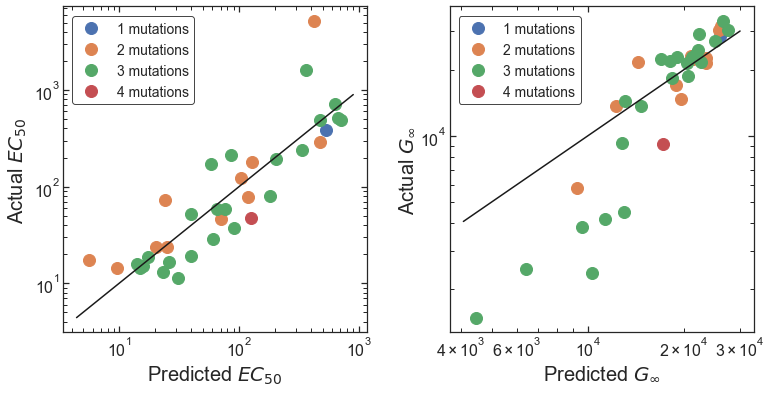 1 mutations
2 mutations
3 mutations
4 mutations
Actual EC₅₀
10³
10²
10¹
10¹ 10² 10³
Predicted EC₅₀
1 mutations
2 mutations
3 mutations
4 mutations
Actual G∞
10⁴
4 × 10³ 6 × 10³ 10⁴ 2 × 10⁴ 3 × 10⁴
Predicted G∞